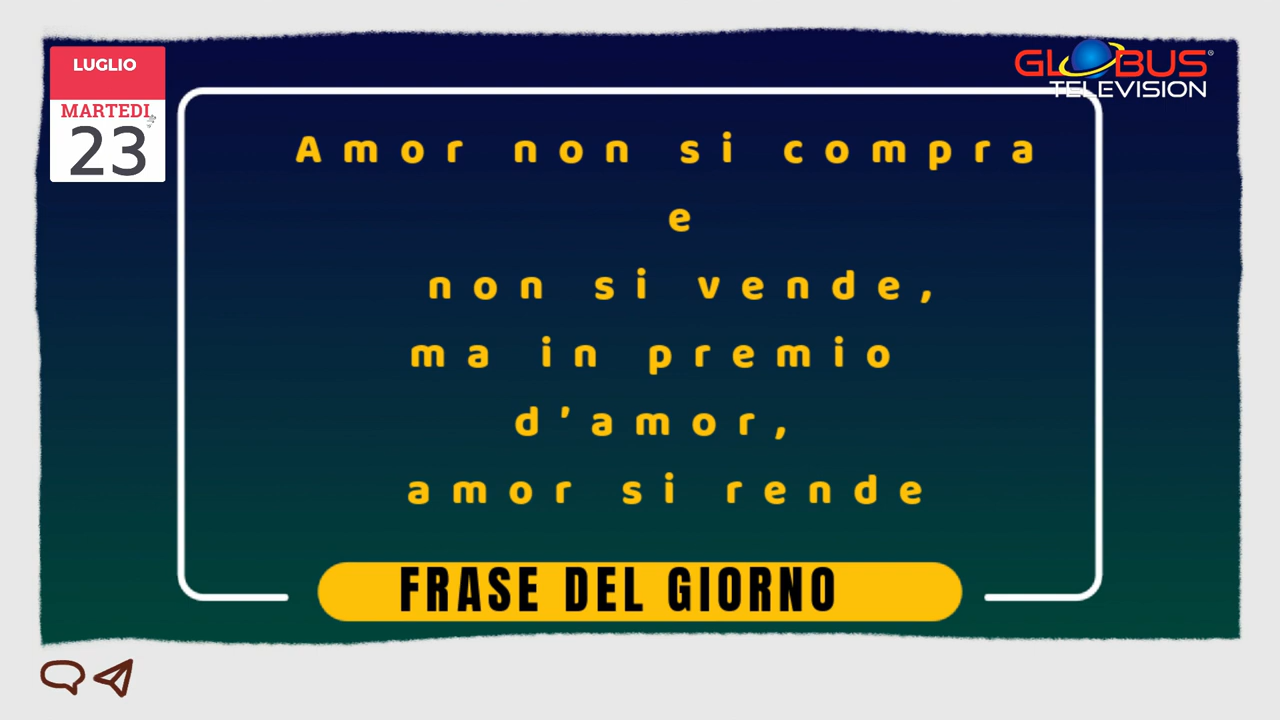 LUGLIO
MARTEDI
23
GLOBUS®
TELEVISION
Amor non si compra
e
non si vende,
ma in premio
d'amor,
amor si rende
FRASE DEL GIORNO